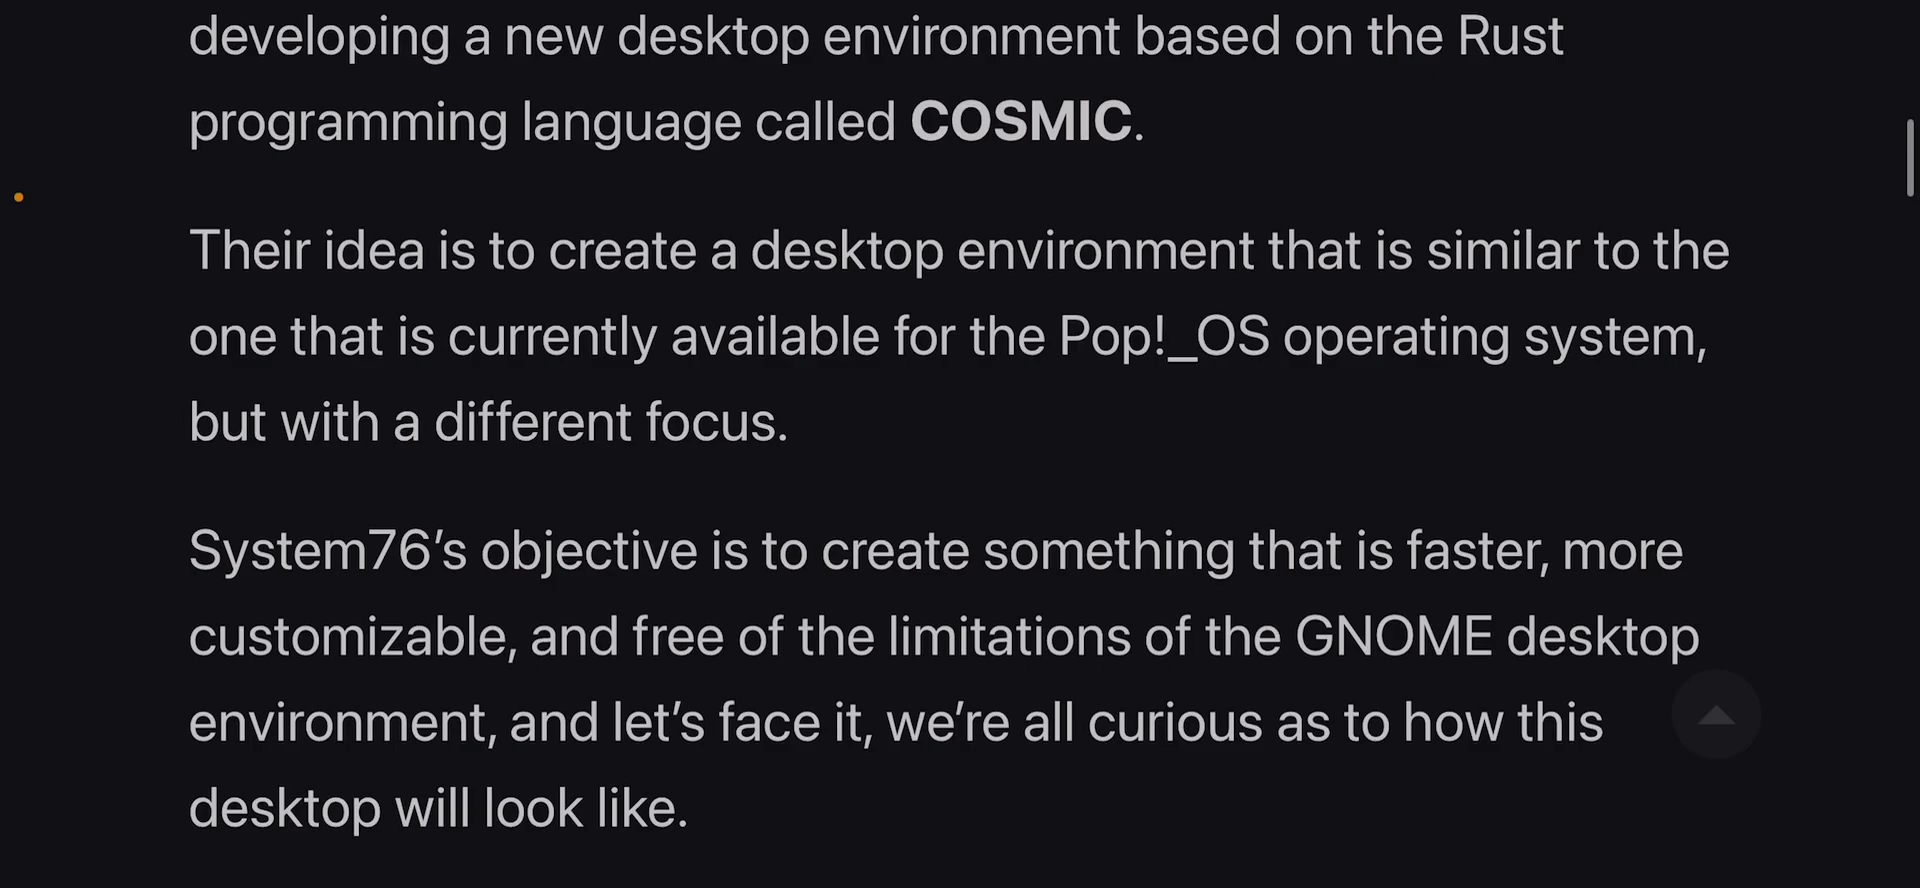 developing a new desktop environment based on the Rust
programming language called COSMIC.
Their idea is to create a desktop environment that is similar to the
one that is currently available for the Pop!_OS operating system,
but with a different focus.
System76’s objective is to create something that is faster, more
customizable, and free of the limitations of the GNOME desktop
environment, and let’s face it, we’re all curious as to how this
desktop will look like.